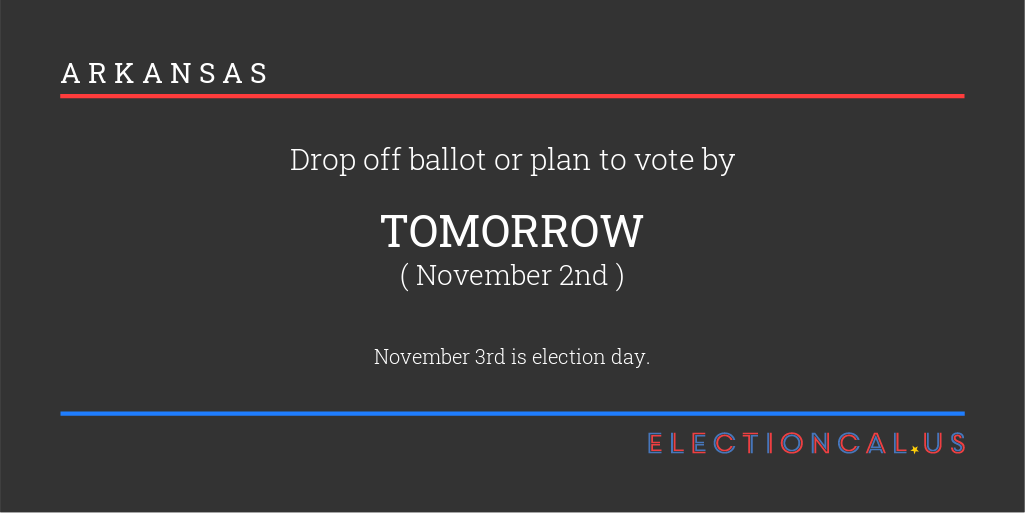 ARKANSAS
Drop off ballot or plan to vote by
TOMORROW
( November 2nd )
November 3rd is election day.
ELECTIONCAL.US